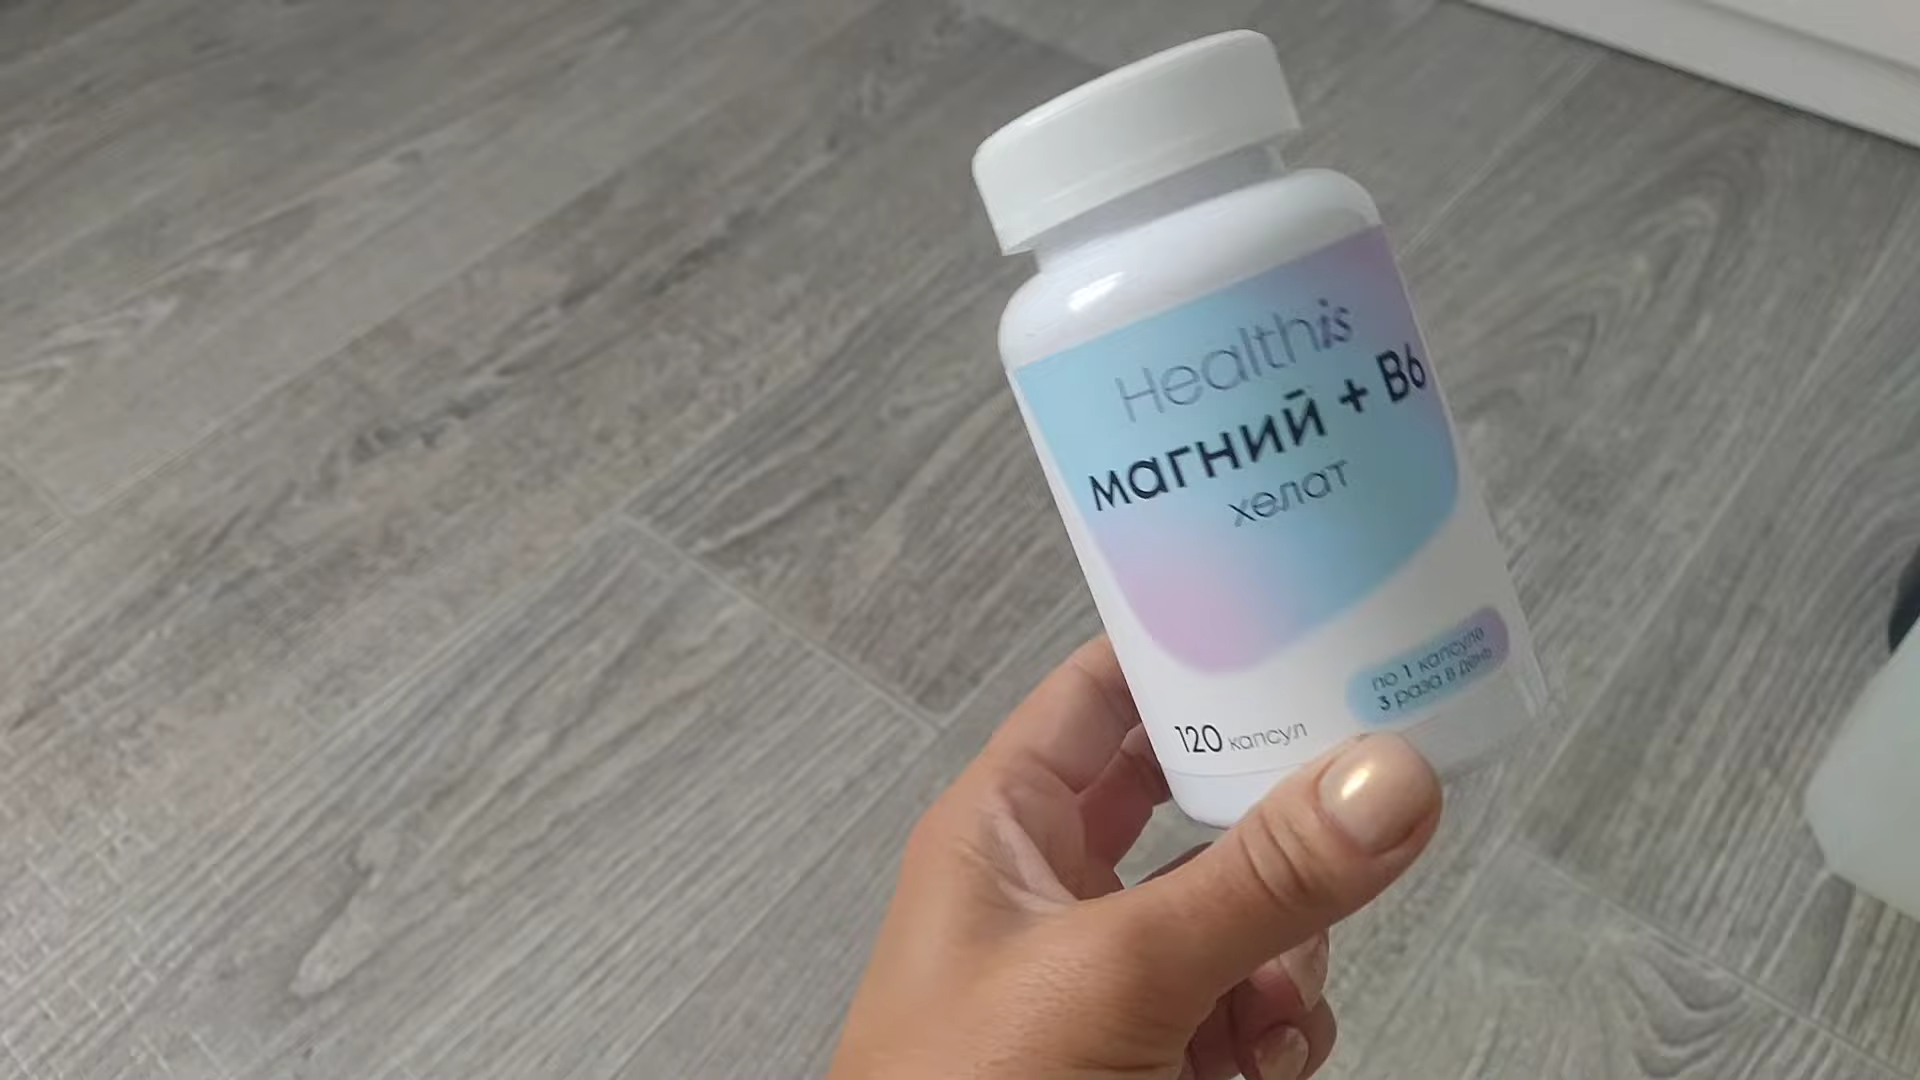 Healthis
магний + B6
хелат
по 1 капсуле
3 раза в день
120 капсул